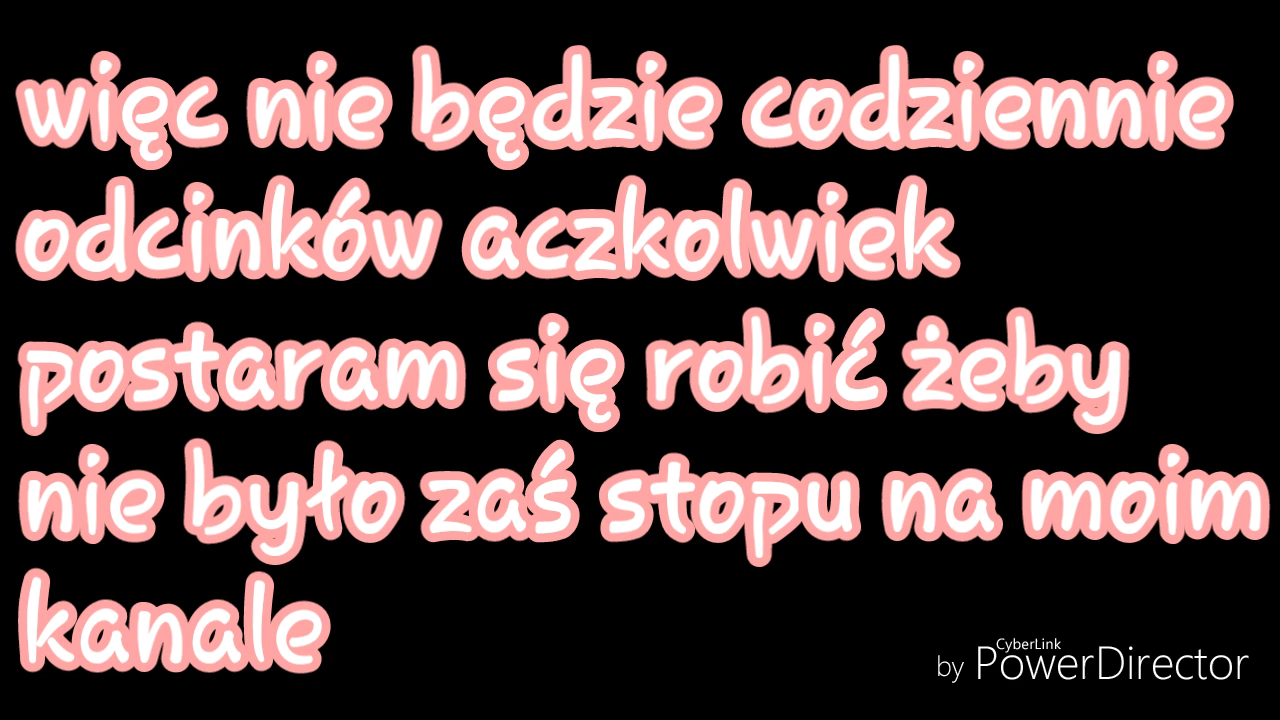 więc nie będzie codziennie
odcinków aczkolwiek
postaram się robić żeby
nie było zaś stopu na moim
kanale
CyberLink
by PowerDirector